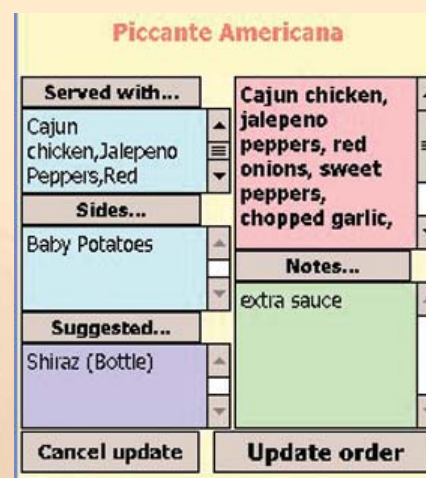 Piccante Americana
Served with...
Cajun
chicken,Jalepeno
Peppers,Red
Sides...
Baby Potatoes
Suggested...
Shiraz (Bottle)
Cajun chicken,
jalepeno
peppers, red
onions, sweet
peppers,
chopped garlic,
Notes...
extra sauce
Cancel update
Update order